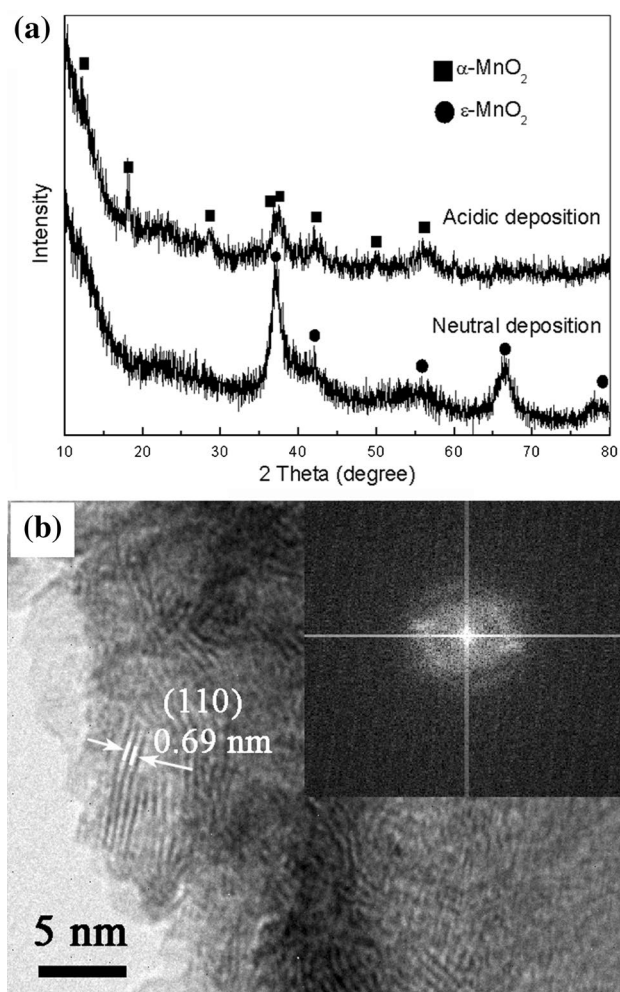 (a)
α-MnO₂
ε-MnO₂
Acidic deposition
Neutral deposition
Intensity
10 20 30 40 50 60 70 80
2 Theta (degree)
(b)
(110)
0.69 nm
5 nm